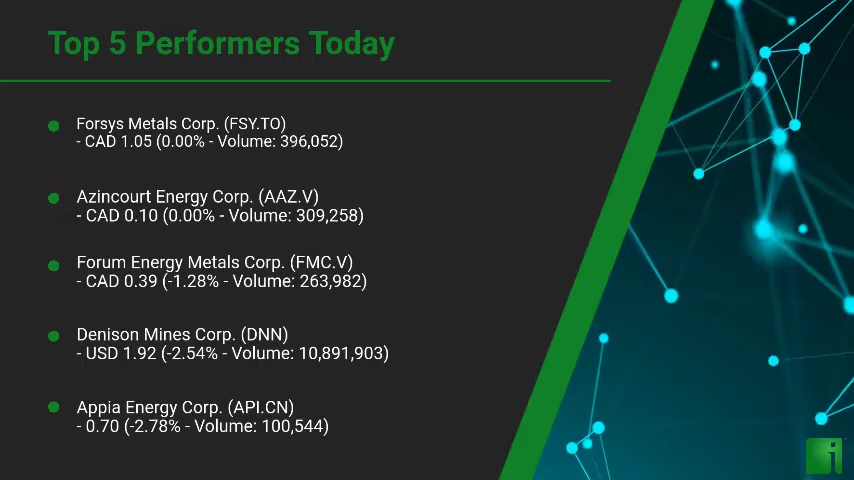 Top 5 Performers Today
Forsys Metals Corp. (FSY.TO)
- CAD 1.05 (0.00% - Volume: 396,052)
Azincourt Energy Corp. (AAZ.V)
- CAD 0.10 (0.00% - Volume: 309,258)
Forum Energy Metals Corp. (FMC.V)
- CAD 0.39 (-1.28% - Volume: 263,982)
Denison Mines Corp. (DNN)
- USD 1.92 (-2.54% - Volume: 10,891,903)
Appia Energy Corp. (API.CN)
- 0.70 (-2.78% - Volume: 100,544)
i